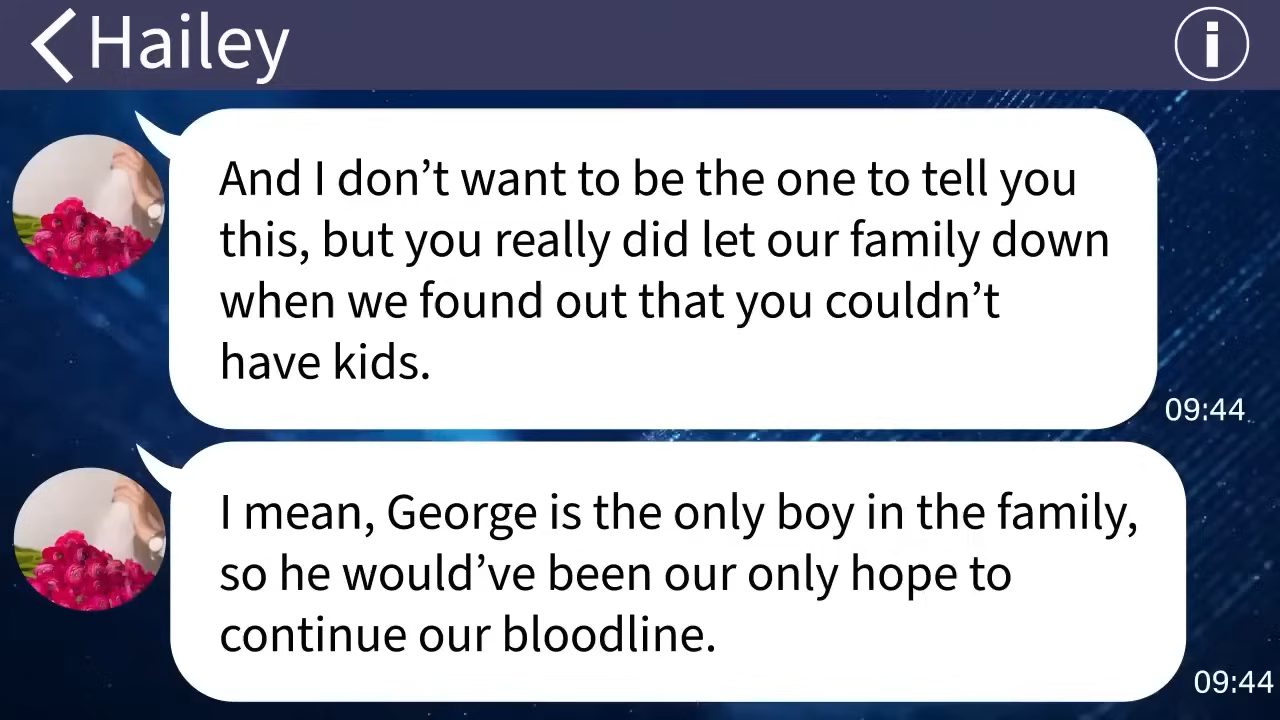 Hailey
i
And I don’t want to be the one to tell you
this, but you really did let our family down
when we found out that you couldn’t
have kids.
09:44
I mean, George is the only boy in the family,
so he would’ve been our only hope to
continue our bloodline.
09:44